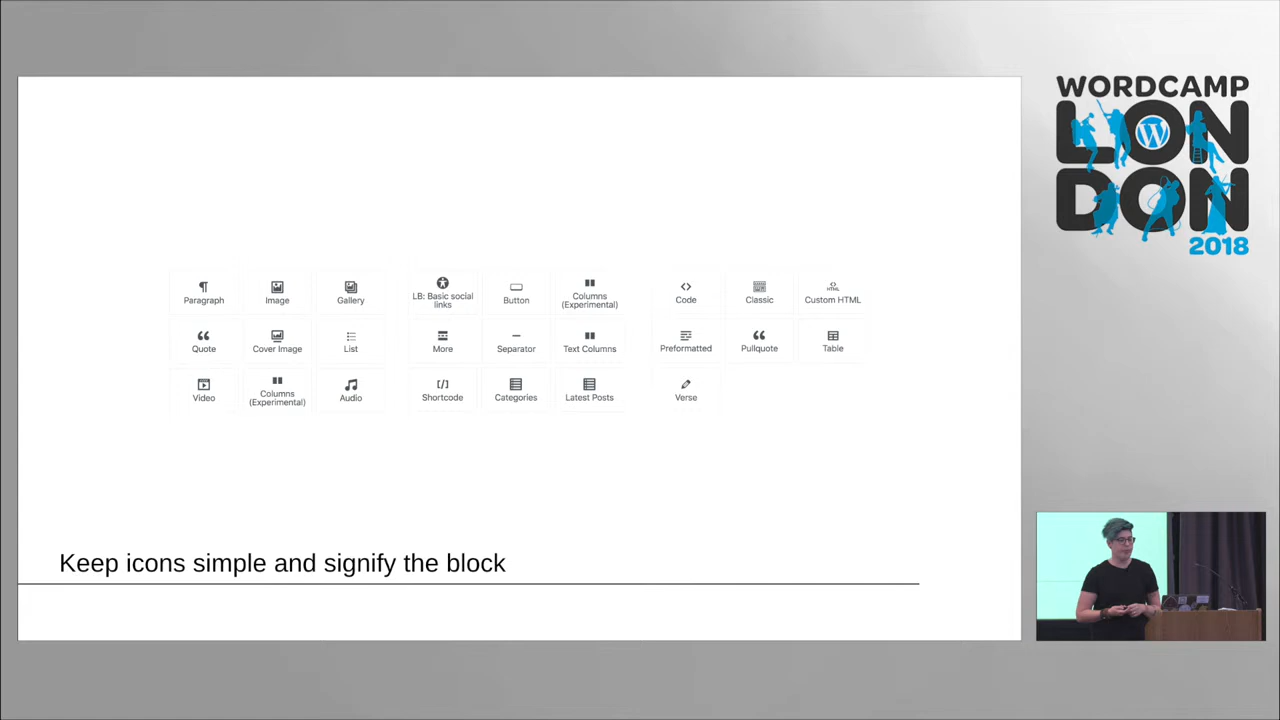 WORDCAMP
LONDON
2018
Paragraph
Image
Gallery
Quote
Cover Image
List
Video
Columns
(Experimental)
Audio
LB: Basic social
links
Button
Columns
(Experimental)
More
Separator
Text Columns
[/]
Shortcode
Categories
Latest Posts
Code
Classic
HTML
Custom HTML
Preformatted
Pullquote
Table
Verse
Keep icons simple and signify the block